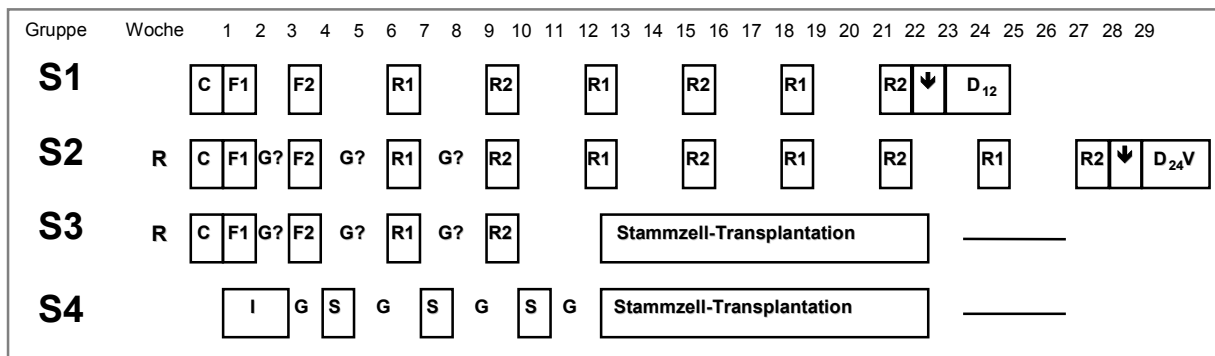 Gruppe Woche 1 2 3 4 5 6 7 8 9 10 11 12 13 14 15 16 17 18 19 20 21 22 23 24 25 26 27 28 29
S1 C F1 F2 R1 R2 R1 R2 R1 R2 🡻 D12
S2 R C F1 G? F2 G? R1 G? R2 R1 R2 R1 R2 R1 R2 🡻 D24V
S3 R C F1 G? F2 G? R1 G? R2 Stammzell-Transplantation
S4 I G S G S G S G Stammzell-Transplantation